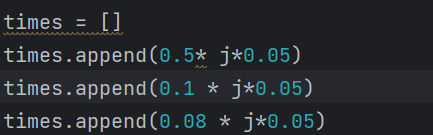 times = []
times.append(0.5* j*0.05)
times.append(0.1 * j*0.05)
times.append(0.08 * j*0.05)